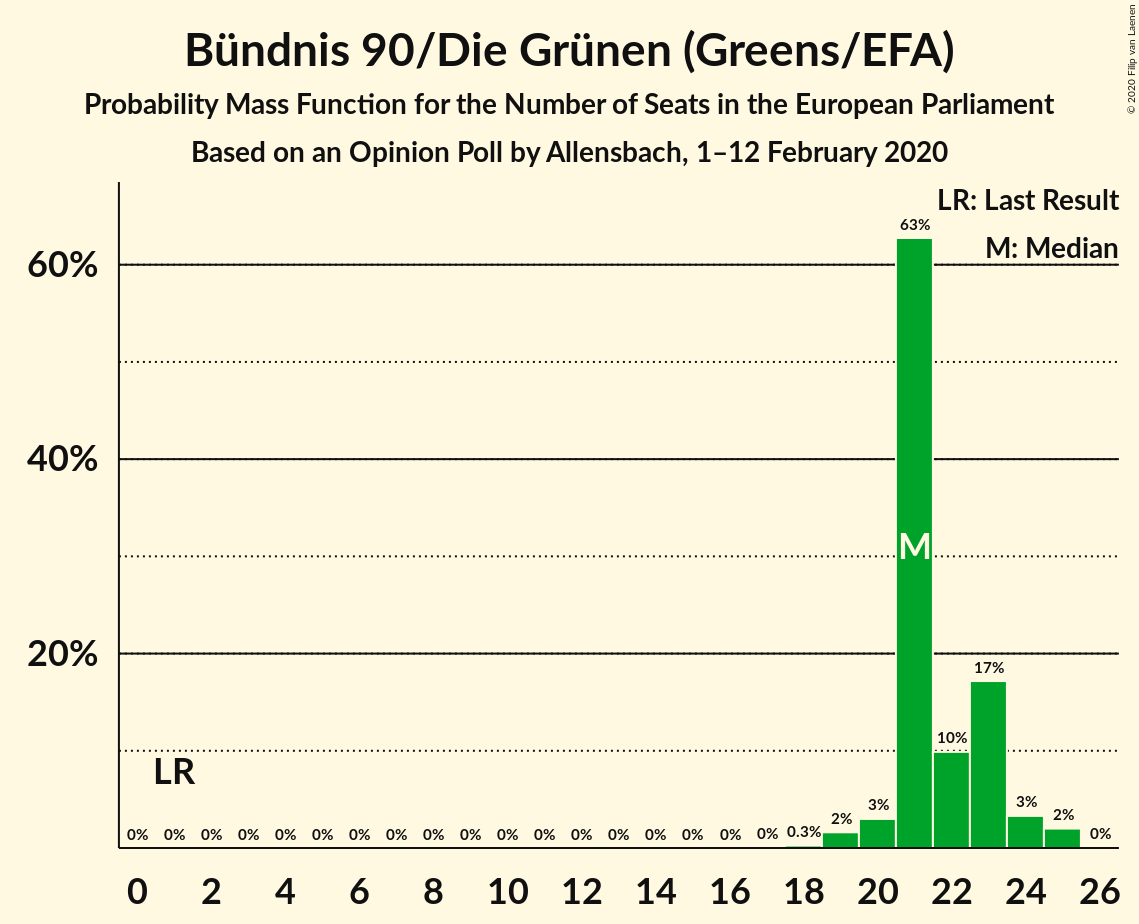 Bündnis 90/Die Grünen (Greens/EFA)
Probability Mass Function for the Number of Seats in the European Parliament
Based on an Opinion Poll by Allensbach, 1–12 February 2020
© 2020 Filip van Laenen
LR: Last Result
M: Median
63%
60%
40%
M
20%
17%
10%
LR
0% 0% 0% 0% 0% 0% 0% 0% 0% 0% 0% 0% 0% 0% 0% 0% 0% 0% 0.3% 2% 3% 3% 2% 0%
0 2 4 6 8 10 12 14 16 18 20 22 24 26